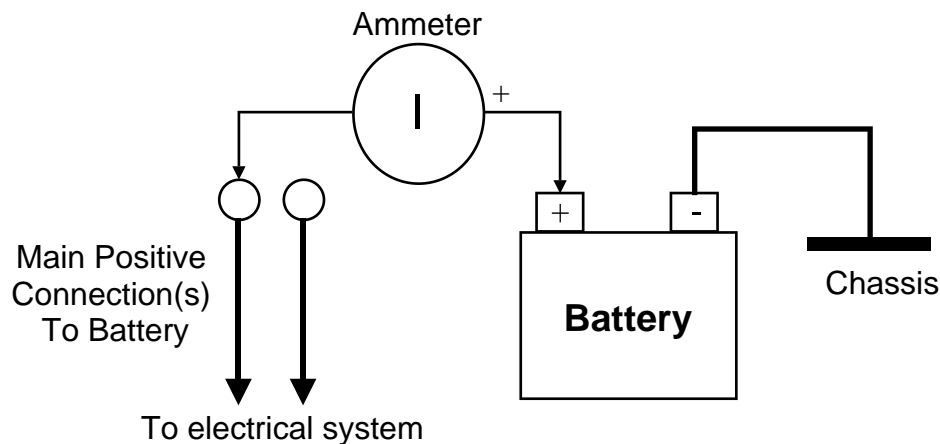 Ammeter
I
+
+
-
Main Positive
Connection(s)
To Battery
Battery
Chassis
To electrical system